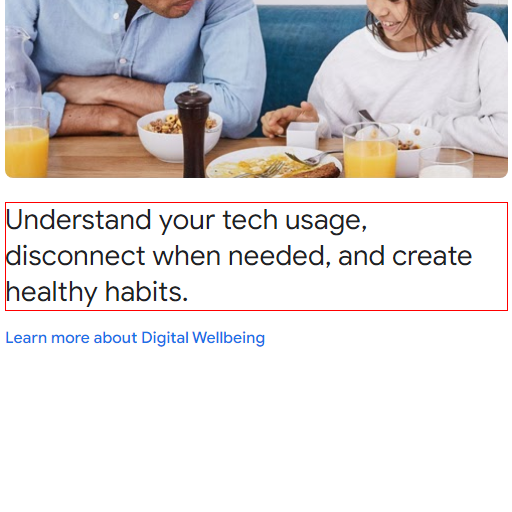 Understand your tech usage,
disconnect when needed, and create
healthy habits.
Learn more about Digital Wellbeing